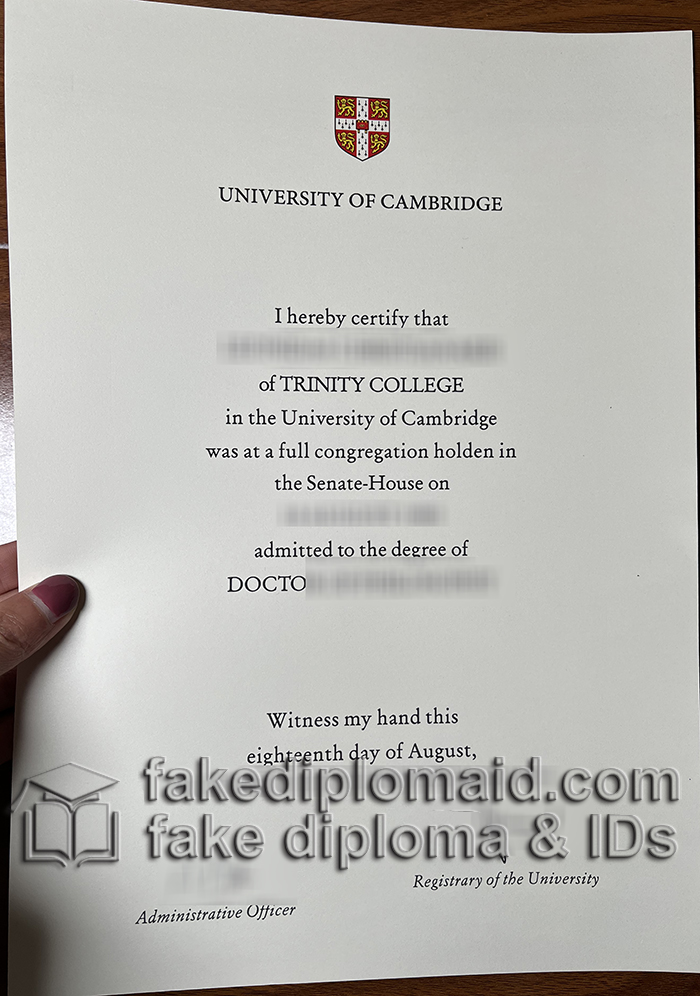 UNIVERSITY OF CAMBRIDGE
I hereby certify that
of TRINITY COLLEGE
in the University of Cambridge
was at a full congregation holden in
the Senate-House on
admitted to the degree of
DOCTO
Witness my hand this
eighteenth day of August,
fakediplomaid.com
fake diploma & IDs
Registrary of the University
Administrative Officer